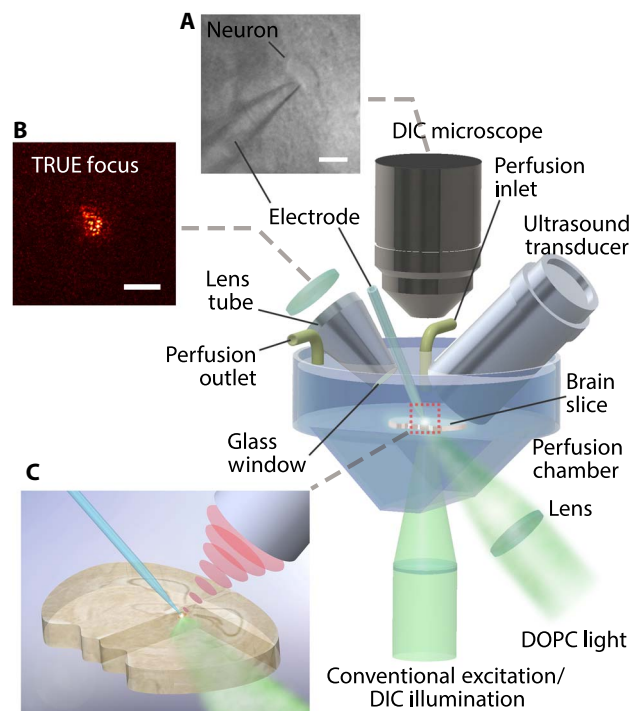 A
Neuron
B
TRUE focus
DIC microscope
Perfusion
inlet
Electrode
Ultrasound
transducer
Lens
tube
Perfusion
outlet
Brain
slice
Glass
window
Perfusion
chamber
C
Lens
DOPC light
Conventional excitation/
DIC illumination